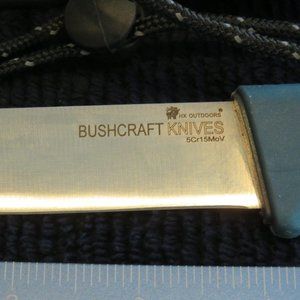 HX OUTDOORS
BUSHCRAFT KNIVES
5Cr15MoV